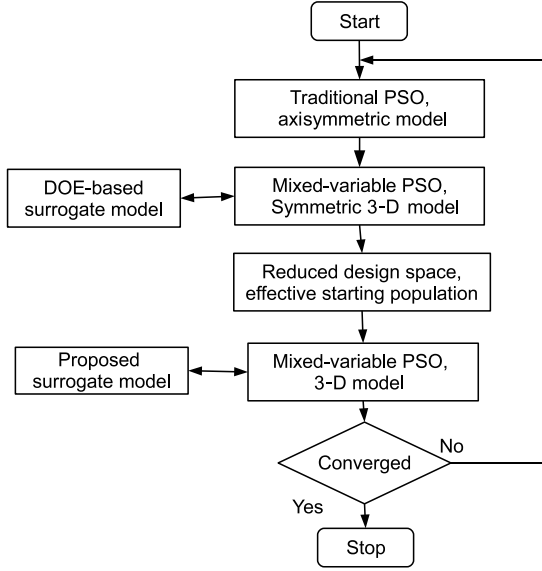 Start
Traditional PSO,
axisymmetric model
DOE-based
surrogate model
Mixed-variable PSO,
Symmetric 3-D model
Reduced design space,
effective starting population
Proposed
surrogate model
Mixed-variable PSO,
3-D model
Converged
No
Yes
Stop